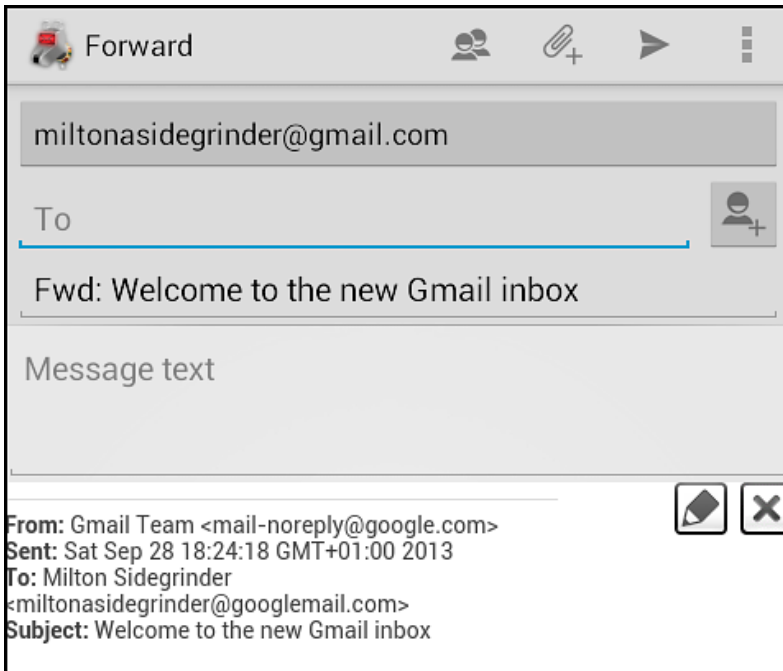 Forward
miltonasidegrinder@gmail.com
To
Fwd: Welcome to the new Gmail inbox
Message text
From: Gmail Team <mail-noreply@google.com>
Sent: Sat Sep 28 18:24:18 GMT+01:00 2013
To: Milton Sidegrinder
<miltonasidegrinder@googlemail.com>
Subject: Welcome to the new Gmail inbox